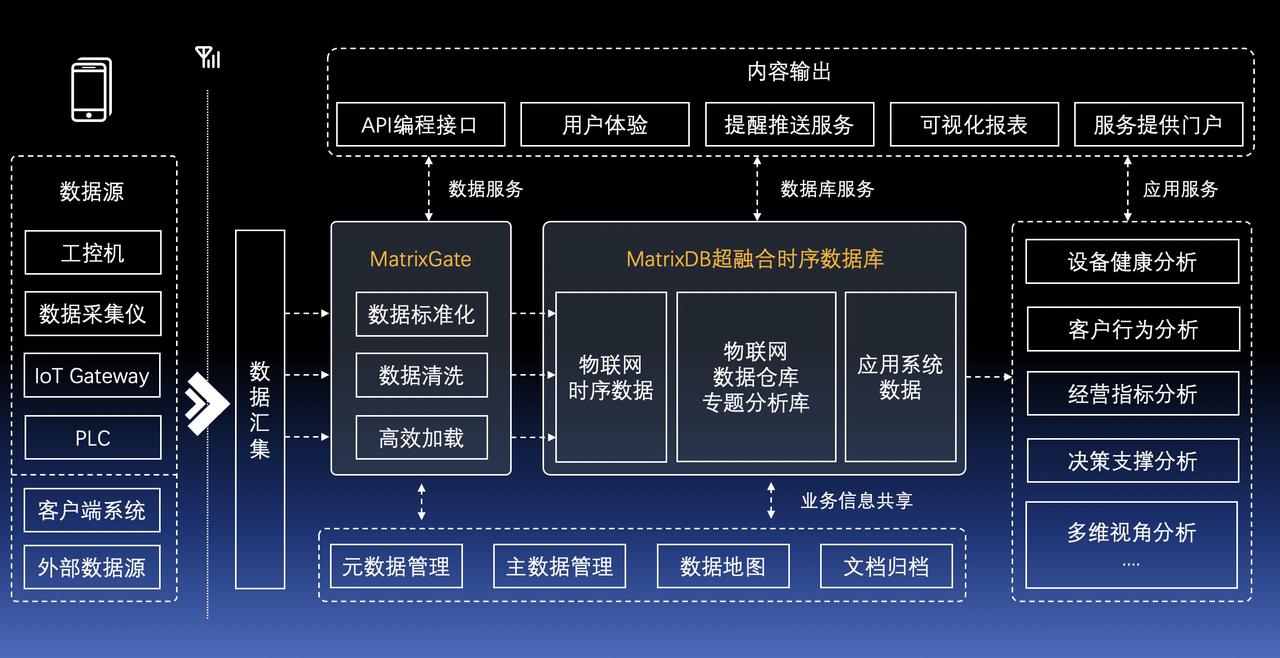 内容输出
API编程接口
用户体验
提醒推送服务
可视化报表
服务提供门户
数据服务
数据库服务
应用服务
数据源
工控机
数据采集仪
IoT Gateway
PLC
客户端系统
外部数据源
数据汇集
MatrixGate
数据标准化
数据清洗
高效加载
MatrixDB超融合时序数据库
物联网
时序数据
物联网
数据仓库
专题分析库
应用系统
数据
设备健康分析
客户行为分析
经营指标分析
决策支撑分析
多维视角分析
....
业务信息共享
元数据管理
主数据管理
数据地图
文档归档